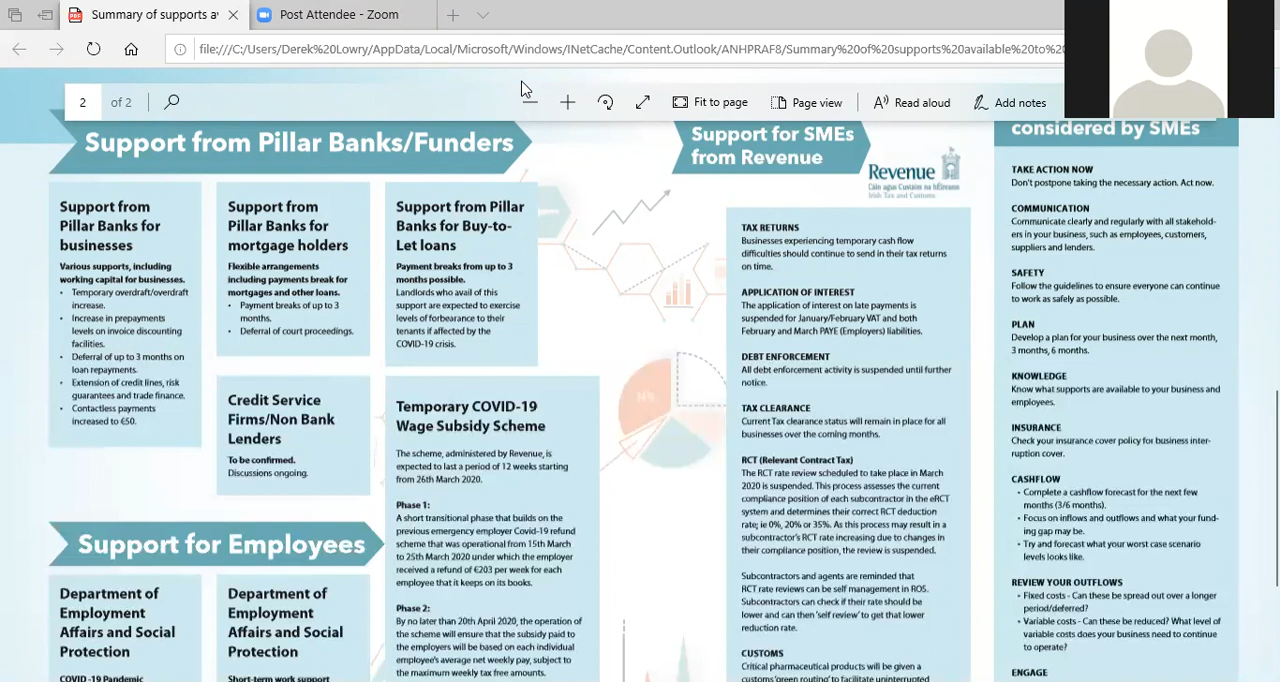 Summary of supports av
Post Attendee - Zoom
file:///C:/Users/Derek%20Lowry/AppData/Local/Microsoft/Windows/INetCache/Content.Outlook/ANHPRAF8/Summary%20of%20supports%20available%20to%20
2 of 2
Fit to page
Page view
Read aloud
Add notes
Support from Pillar Banks/Funders
Support from
Pillar Banks for
businesses
Various supports, including
working capital for businesses.
• Temporary overdraft/overdraft
increase.
• Increase in prepayments
levels on invoice discounting
facilities.
• Deferral of up to 3 months on
loan repayments.
• Extension of credit lines, risk
guarantees and trade finance.
• Contactless payments
increased to €50.
Support from
Pillar Banks for
mortgage holders
Flexible arrangements
including payments break for
mortgages and other loans.
• Payment breaks of up to 3
months.
• Deferral of court proceedings.
Support from Pillar
Banks for Buy-to-
Let loans
Payment breaks from up to 3
months possible.
Landlords who avail of this
support are expected to exercise
levels of forbearance to their
tenants if affected by the
COVID-19 crisis.
Credit Service
Firms/Non Bank
Lenders
To be confirmed.
Discussions ongoing.
Temporary COVID-19
Wage Subsidy Scheme
The scheme, administered by Revenue, is
expected to last a period of 12 weeks starting
from 26th March 2020.
Phase 1:
A short transitional phase that builds on the
previous emergency employer Covid-19 refund
scheme that was operational from 15th March
to 25th March 2020 under which the employer
received a refund of €203 per week for each
employee that it keeps on its books.
Phase 2:
By no later than 20th April 2020, the operation of
the scheme will ensure that the subsidy paid to
the employers will be based on each individual
employee's average net weekly pay, subject to
the maximum weekly tax free amounts.
Support for Employees
Department of
Employment
Affairs and Social
Protection
COVID -19 Pandemic
Department of
Employment
Affairs and Social
Protection
Short-term work support
Support for SMEs
from Revenue
Revenue
Cáin agus Custaim na hÉireann
Irish Tax and Customs
TAX RETURNS
Businesses experiencing temporary cash flow
difficulties should continue to send in their tax returns
on time.
APPLICATION OF INTEREST
The application of interest on late payments is
suspended for January/February VAT and both
February and March PAYE (Employers) liabilities.
DEBT ENFORCEMENT
All debt enforcement activity is suspended until further
notice.
TAX CLEARANCE
Current Tax clearance status will remain in place for all
businesses over the coming months.
RCT (Relevant Contract Tax)
The RCT rate review scheduled to take place in March
2020 is suspended. This process assesses the current
compliance position of each subcontractor in the eRCT
system and determines their correct RCT deduction
rate; ie 0%, 20% or 35%. As this process may result in a
subcontractor's RCT rate increasing due to changes in
their compliance position, the review is suspended.
Subcontractors and agents are reminded that
RCT rate reviews can be self management in ROS.
Subcontractors can check if their rate should be
lower and can then 'self review' to get that lower
reduction rate.
CUSTOMS
Critical pharmaceutical products will be given a
customs 'green routing' to facilitate uninterrupted
considered by SMEs
TAKE ACTION NOW
Don't postpone taking the necessary action. Act now.
COMMUNICATION
Communicate clearly and regularly with all stakehold-
ers in your business, such as employees, customers,
suppliers and lenders.
SAFETY
Follow the guidelines to ensure everyone can continue
to work as safely as possible.
PLAN
Develop a plan for your business over the next month,
3 months, 6 months.
KNOWLEDGE
Know what supports are available to your business and
employees.
INSURANCE
Check your insurance cover policy for business inter-
ruption cover.
CASHFLOW
• Complete a cashflow forecast for the next few
months (3/6 months).
• Focus on inflows and outflows and what your fund-
ing gap may be.
• Try and forecast what your worst case scenario
levels looks like.
REVIEW YOUR OUTFLOWS
• Fixed costs - Can these be spread out over a longer
period/deferred?
• Variable costs - Can these be reduced? What level of
variable costs does your business need to continue
to operate?
ENGAGE